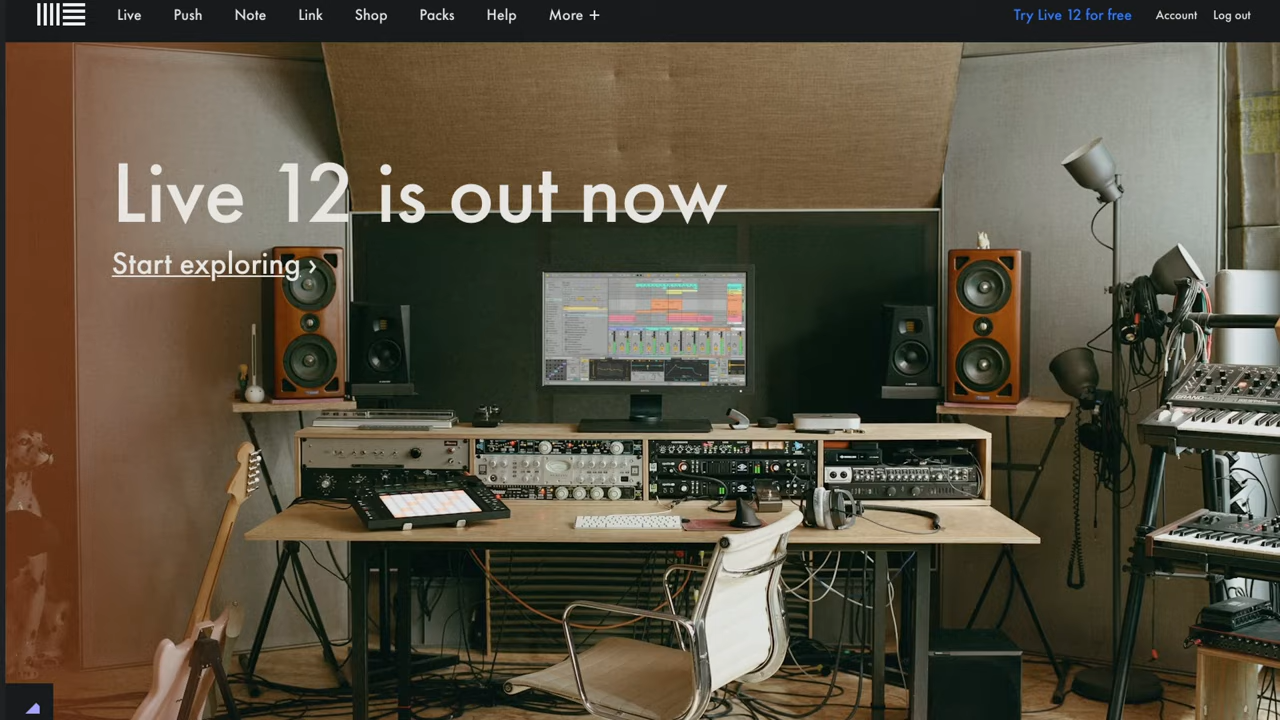 Live Push Note Link Shop Packs Help More + Try Live 12 for free Account Log out
Live 12 is out now
Start exploring ›